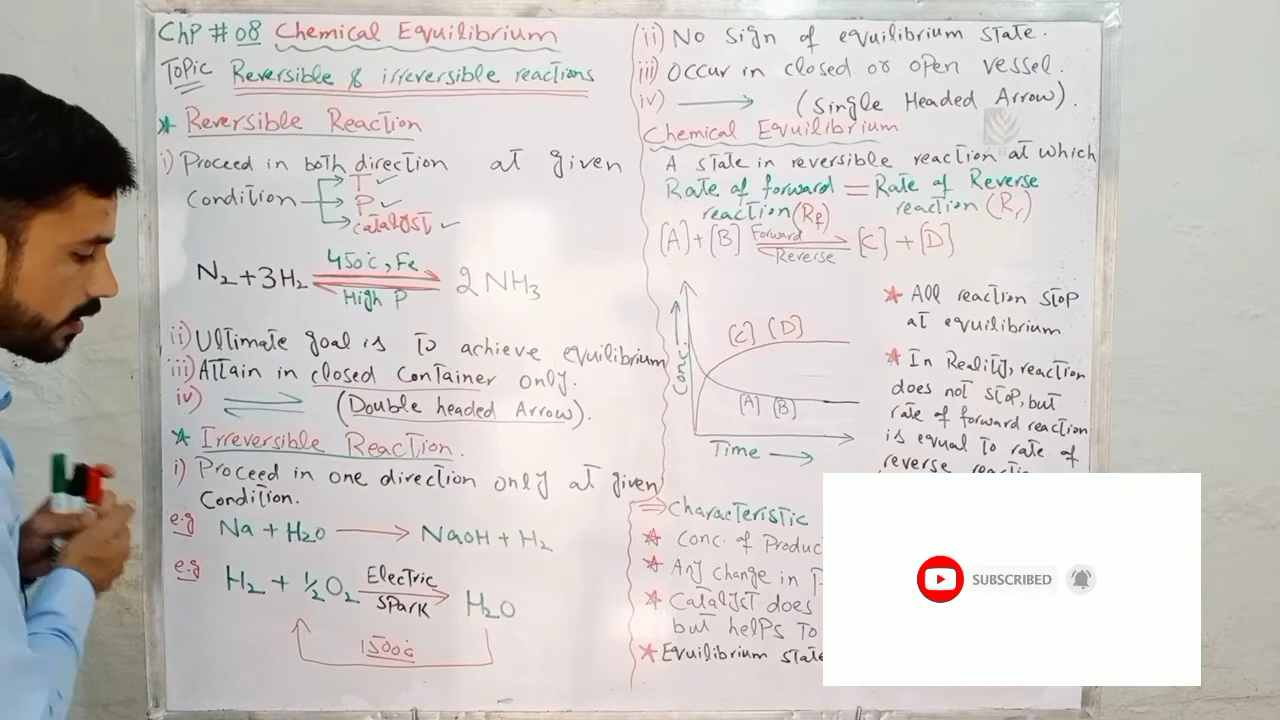 ChP # 08 Chemical Equilibrium
Topic Reversible & irreversible reactions
* Reversible Reaction
i) Proceed in both direction at given
Condition T ✓
P ✓
Catalyst ✓
N₂ + 3H₂ ⇌ 2 NH₃
450°C, Fe
High P
ii) Ultimate goal is To achieve equilibrium
iii) Attain in closed Container only.
iv) ⇌ (Double headed Arrow).
* Irreversible Reaction.
i) Proceed in one direction only at given
Condition.
e.g Na + H₂O → NaOH + H₂
e.g H₂ + ½O₂ → H₂O
Electric
Spark
1500°C
ii) No sign of equilibrium state.
iii) Occur in closed or open vessel.
iv) → (Single Headed Arrow).
Chemical Equilibrium
A state in reversible reaction at which
Rate of forward = Rate of Reverse
reaction (Rf) reaction (Rr)
[A] + [B] ⇌ [C] + [D]
Forward
Reverse
Conc.
[C] [D]
[A] [B]
Time →
* All reaction stop
at equilibrium
* In Reality, reaction
does not stop, but
rate of forward reaction
is equal to rate of
reverse
⇒ Characteristic
* Conc. of
* Any change in
* Catalyst does
but helps to
* Equilibrium state
SUBSCRIBED